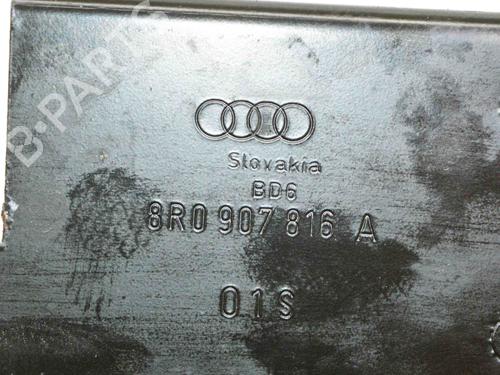 B-PARTS
Slovakia
BD6
8R0 907 816 A
01S